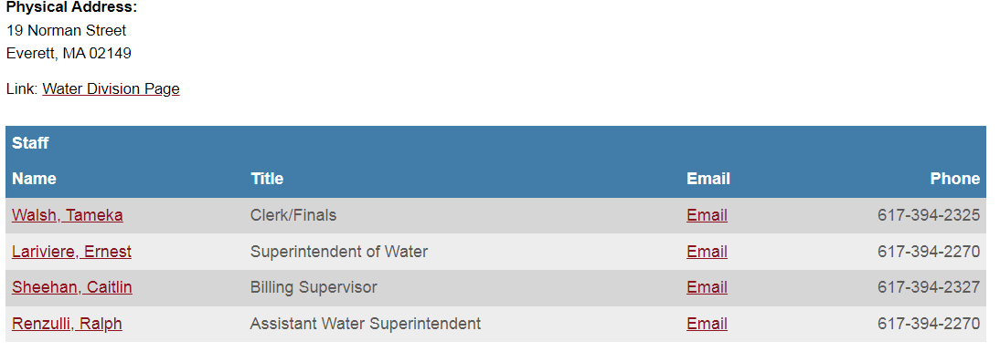 Physical Address:
19 Norman Street
Everett, MA 02149
Link: Water Division Page
Staff
Name Title Email Phone
Walsh, Tameka Clerk/Finals Email 617-394-2325
Lariviere, Ernest Superintendent of Water Email 617-394-2270
Sheehan, Caitlin Billing Supervisor Email 617-394-2327
Renzulli, Ralph Assistant Water Superintendent Email 617-394-2270